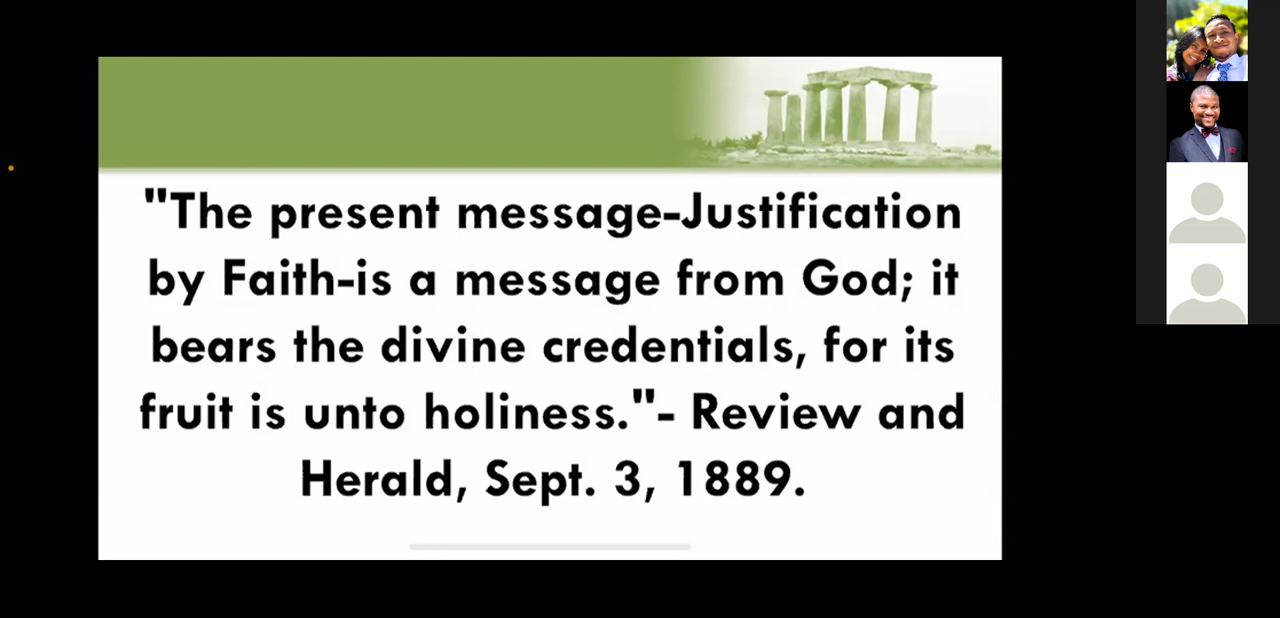 "The present message-Justification
by Faith-is a message from God; it
bears the divine credentials, for its
fruit is unto holiness."- Review and
Herald, Sept. 3, 1889.